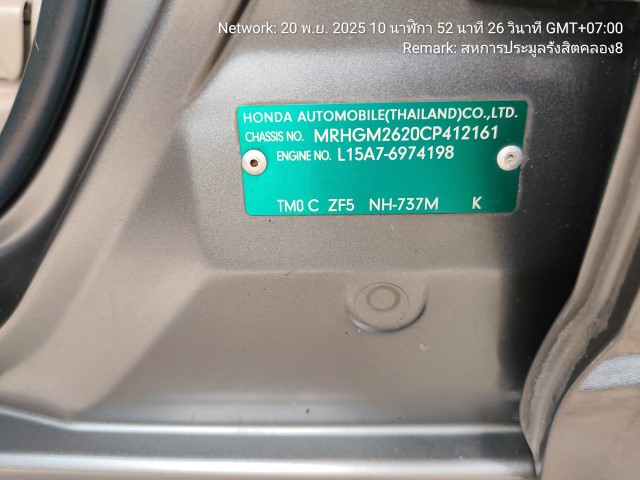 Network: 20 พ.ย. 2025 10 นาฬิกา 52 นาที 26 วินาที GMT+07:00
Remark: สหการประมูลรังสิตคลอง8
HONDA AUTOMOBILE(THAILAND)CO.,LTD.
CHASSIS NO. MRHGM2620CP412161
ENGINE NO. L15A7-6974198
TM0 C ZF5 NH-737M K